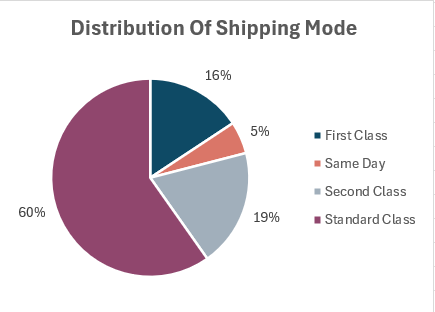 Distribution Of Shipping Mode
16%
5%
19%
60%
First Class
Same Day
Second Class
Standard Class